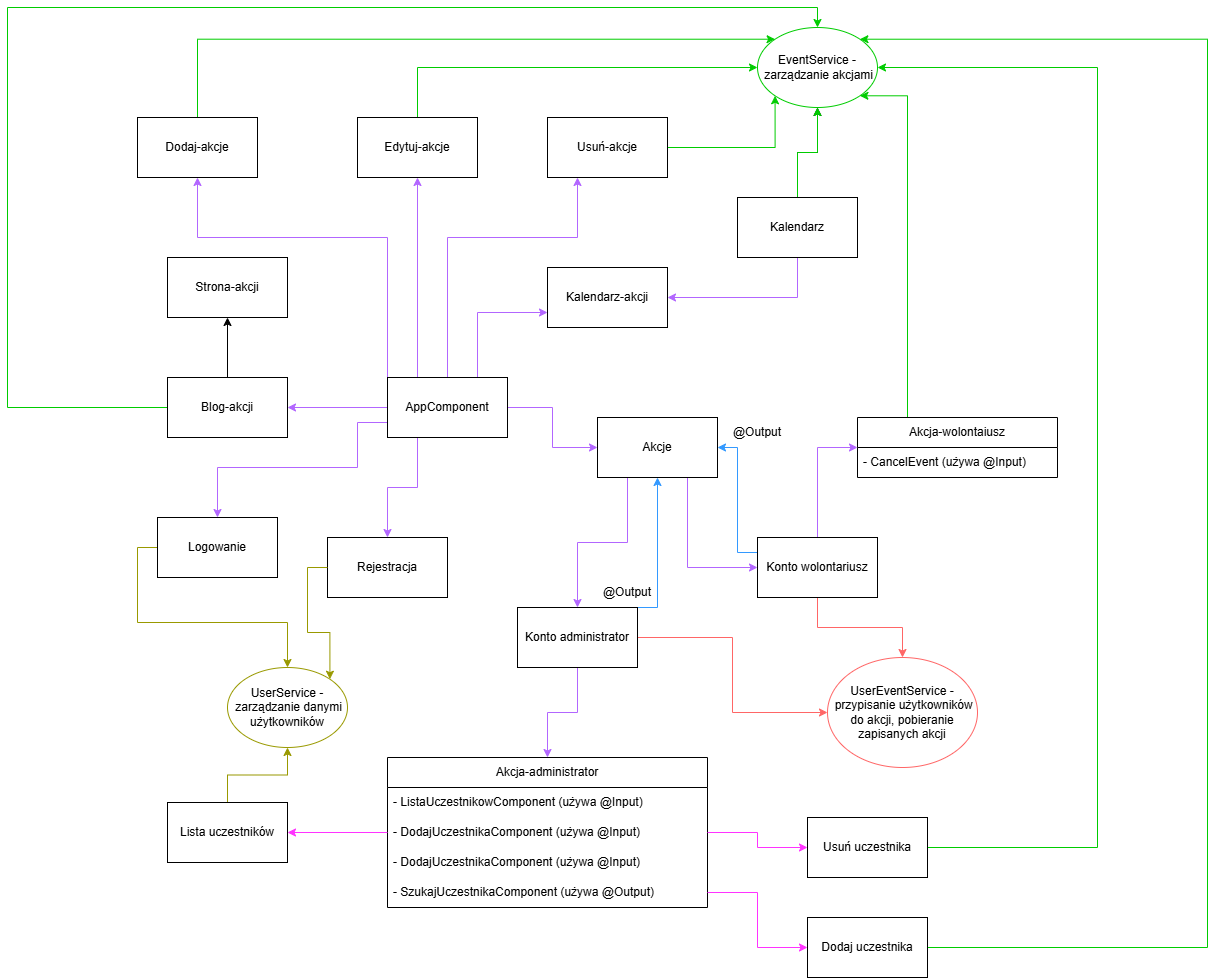 EventService -
zarządzanie akcjami
Dodaj-akcje
Edytuj-akcje
Usuń-akcje
Kalendarz
Strona-akcji
Kalendarz-akcji
Blog-akcji
AppComponent
Akcje
@Output
Akcja-wolontaiusz
- CancelEvent (używa @Input)
Logowanie
Rejestracja
Konto wolontariusz
@Output
Konto administrator
UserService -
zarządzanie danymi
użytkowników
UserEventService -
przypisanie użytkowników
do akcji, pobieranie
zapisanych akcji
Akcja-administrator
- ListaUczestnikowComponent (używa @Input)
- DodajUczestnikaComponent (używa @Input)
- DodajUczestnikaComponent (używa @Input)
- SzukajUczestnikaComponent (używa @Output)
Lista uczestników
Usuń uczestnika
Dodaj uczestnika